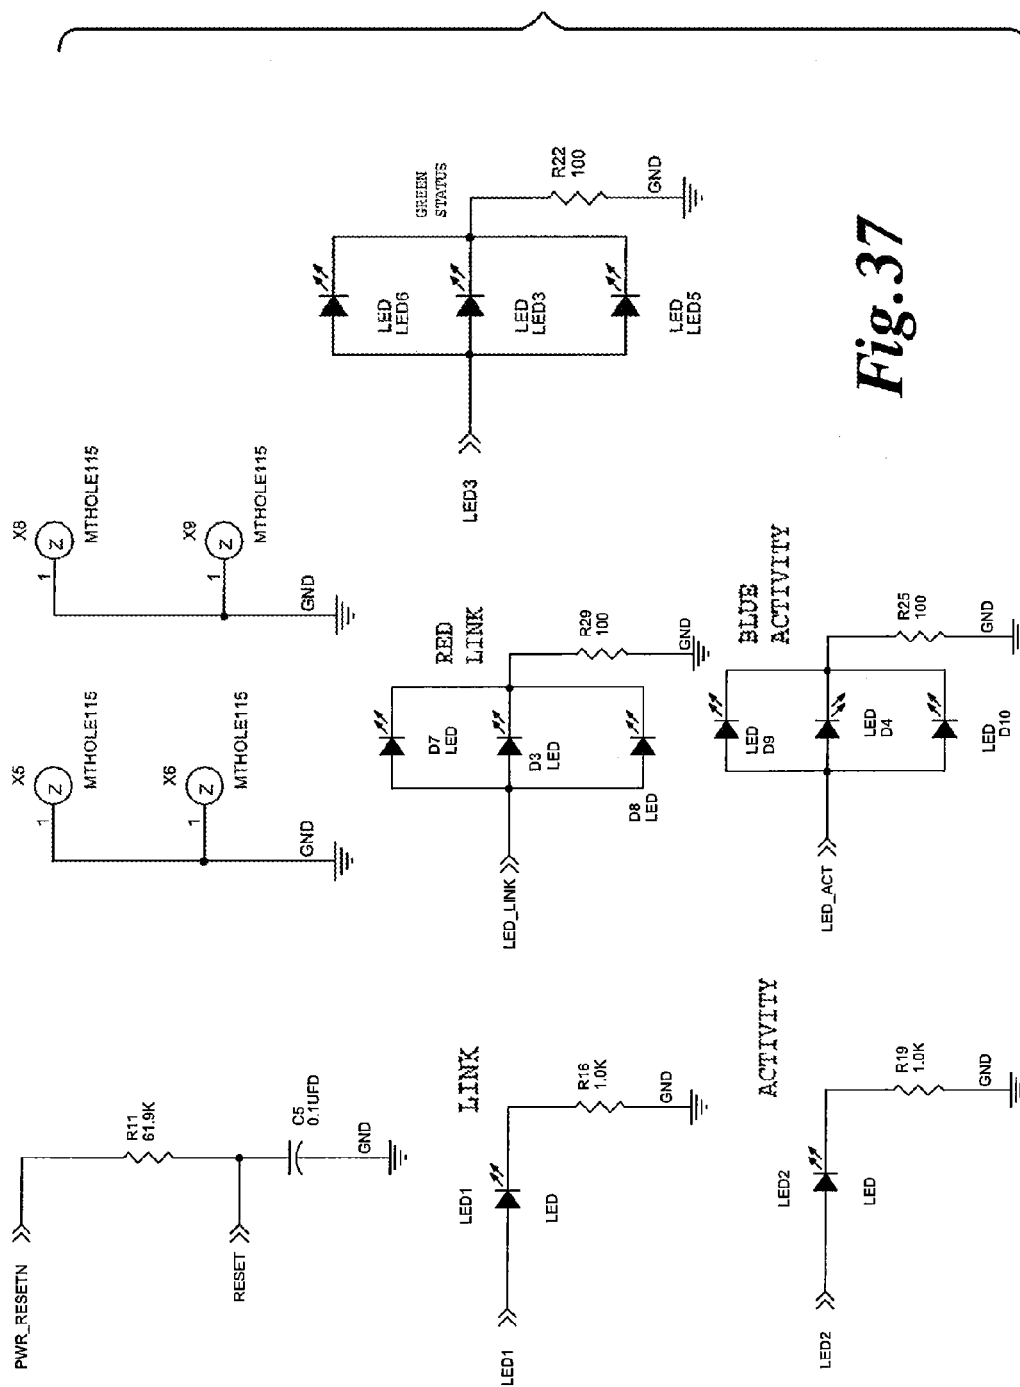 PWR_RESETN
R11
61.9K
RESET
C5
0.1UFD
GND
X5
1
Z
MTHOLE115
X6
1
Z
MTHOLE115
GND
X8
1
Z
MTHOLE115
X9
1
Z
MTHOLE115
GND
LED1
LED1
LED
LINK
R16
1.0K
GND
LED_LINK
D7
LED
D3
LED
D8
LED
RED
LINK
R29
100
GND
LED3
LED
LED6
LED
LED3
LED
LED5
GREEN
STATUS
R22
100
GND
LED2
LED2
LED
ACTIVITY
R19
1.0K
GND
LED_ACT
LED
D9
LED
D4
LED
D10
BLUE
ACTIVITY
R25
100
GND
Fig.37